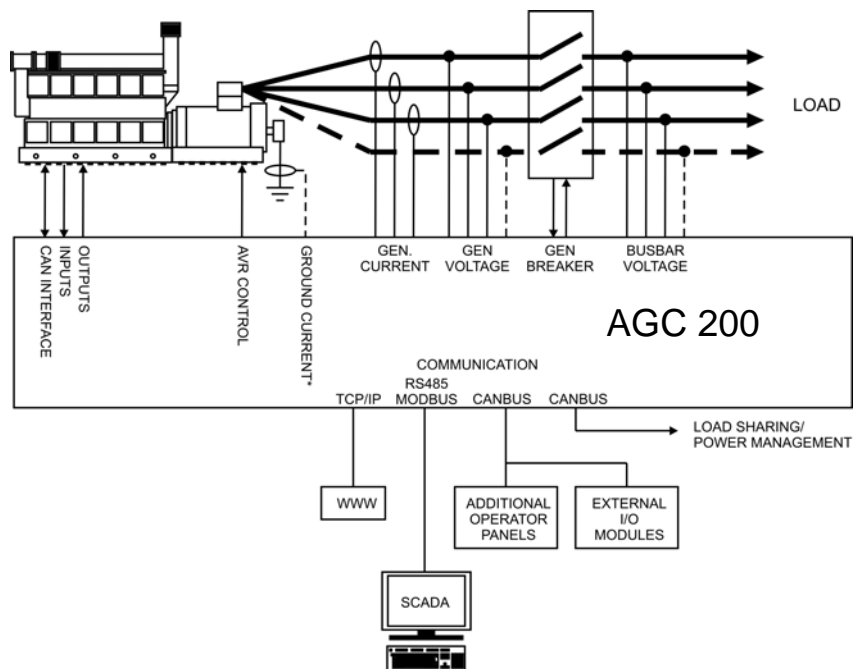 LOAD
CAN INTERFACE
INPUTS
OUTPUTS
AVR CONTROL
GROUND CURRENT*
GEN.
CURRENT
GEN
VOLTAGE
GEN
BREAKER
BUSBAR
VOLTAGE
AGC 200
COMMUNICATION
TCP/IP
RS485
MODBUS
CANBUS
CANBUS
LOAD SHARING/
POWER MANAGEMENT
WWW
ADDITIONAL
OPERATOR
PANELS
EXTERNAL
I/O
MODULES
SCADA